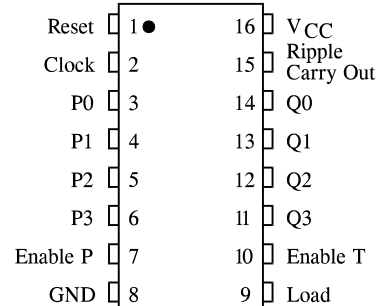 Reset 1 16 VCC
Clock 2 15 Ripple
Carry Out
P0 3 14 Q0
P1 4 13 Q1
P2 5 12 Q2
P3 6 11 Q3
Enable P 7 10 Enable T
GND 8 9 Load